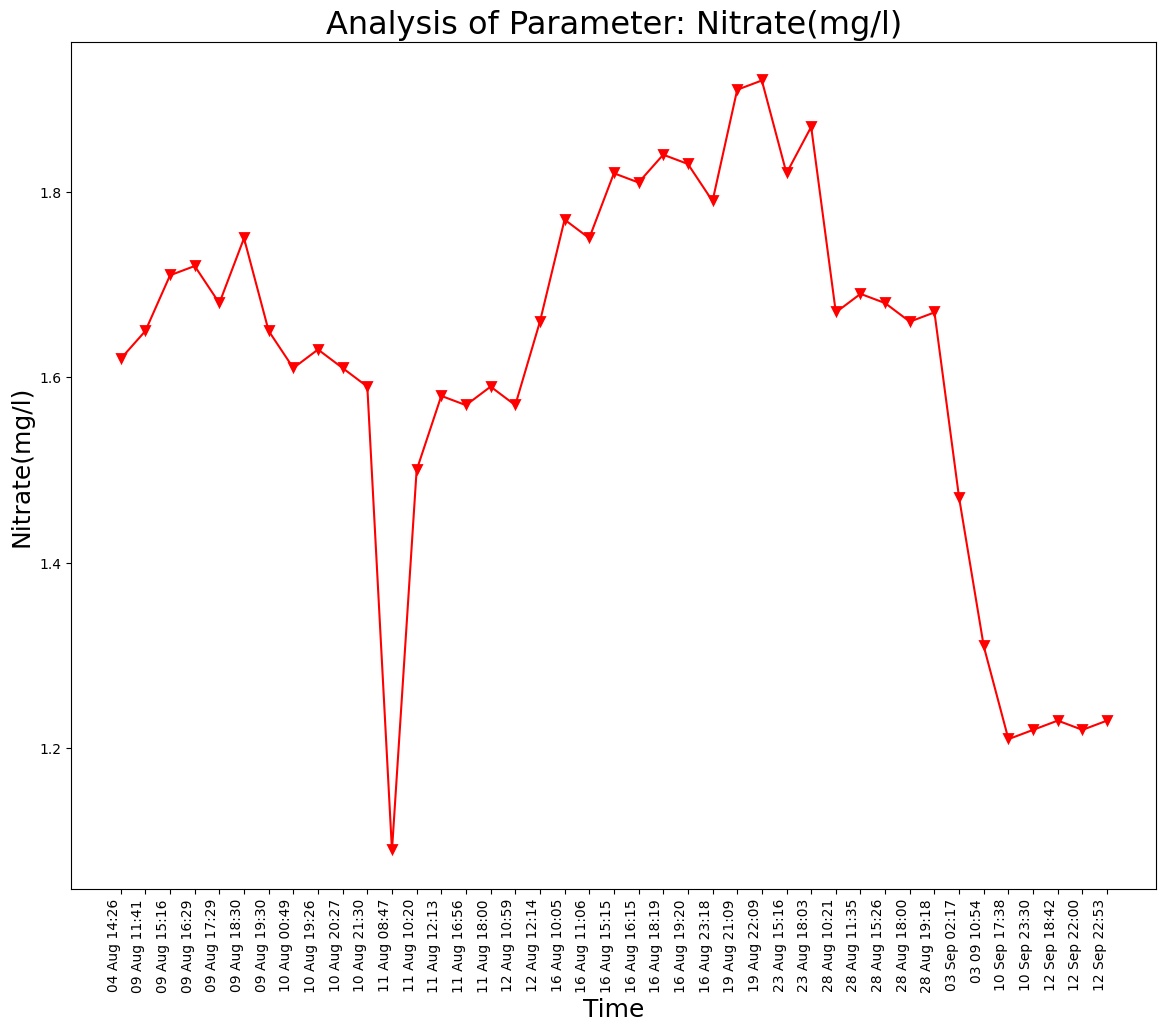 Analysis of Parameter: Nitrate(mg/l)
Nitrate(mg/l)
1.8
1.6
1.4
1.2
04 Aug 14:26
09 Aug 11:41
09 Aug 15:16
09 Aug 16:29
09 Aug 17:29
09 Aug 18:30
09 Aug 19:30
10 Aug 00:49
10 Aug 19:26
10 Aug 20:27
10 Aug 21:30
11 Aug 08:47
11 Aug 10:20
11 Aug 12:13
11 Aug 16:56
11 Aug 18:00
12 Aug 10:59
12 Aug 12:14
16 Aug 10:05
16 Aug 11:06
16 Aug 15:15
16 Aug 16:15
16 Aug 18:19
16 Aug 19:20
16 Aug 23:18
19 Aug 21:09
19 Aug 22:09
23 Aug 15:16
23 Aug 18:03
28 Aug 10:21
28 Aug 11:35
28 Aug 15:26
28 Aug 18:00
28 Aug 19:18
03 Sep 02:17
03 09 10:54
10 Sep 17:38
10 Sep 23:30
12 Sep 18:42
12 Sep 22:00
12 Sep 22:53
Time